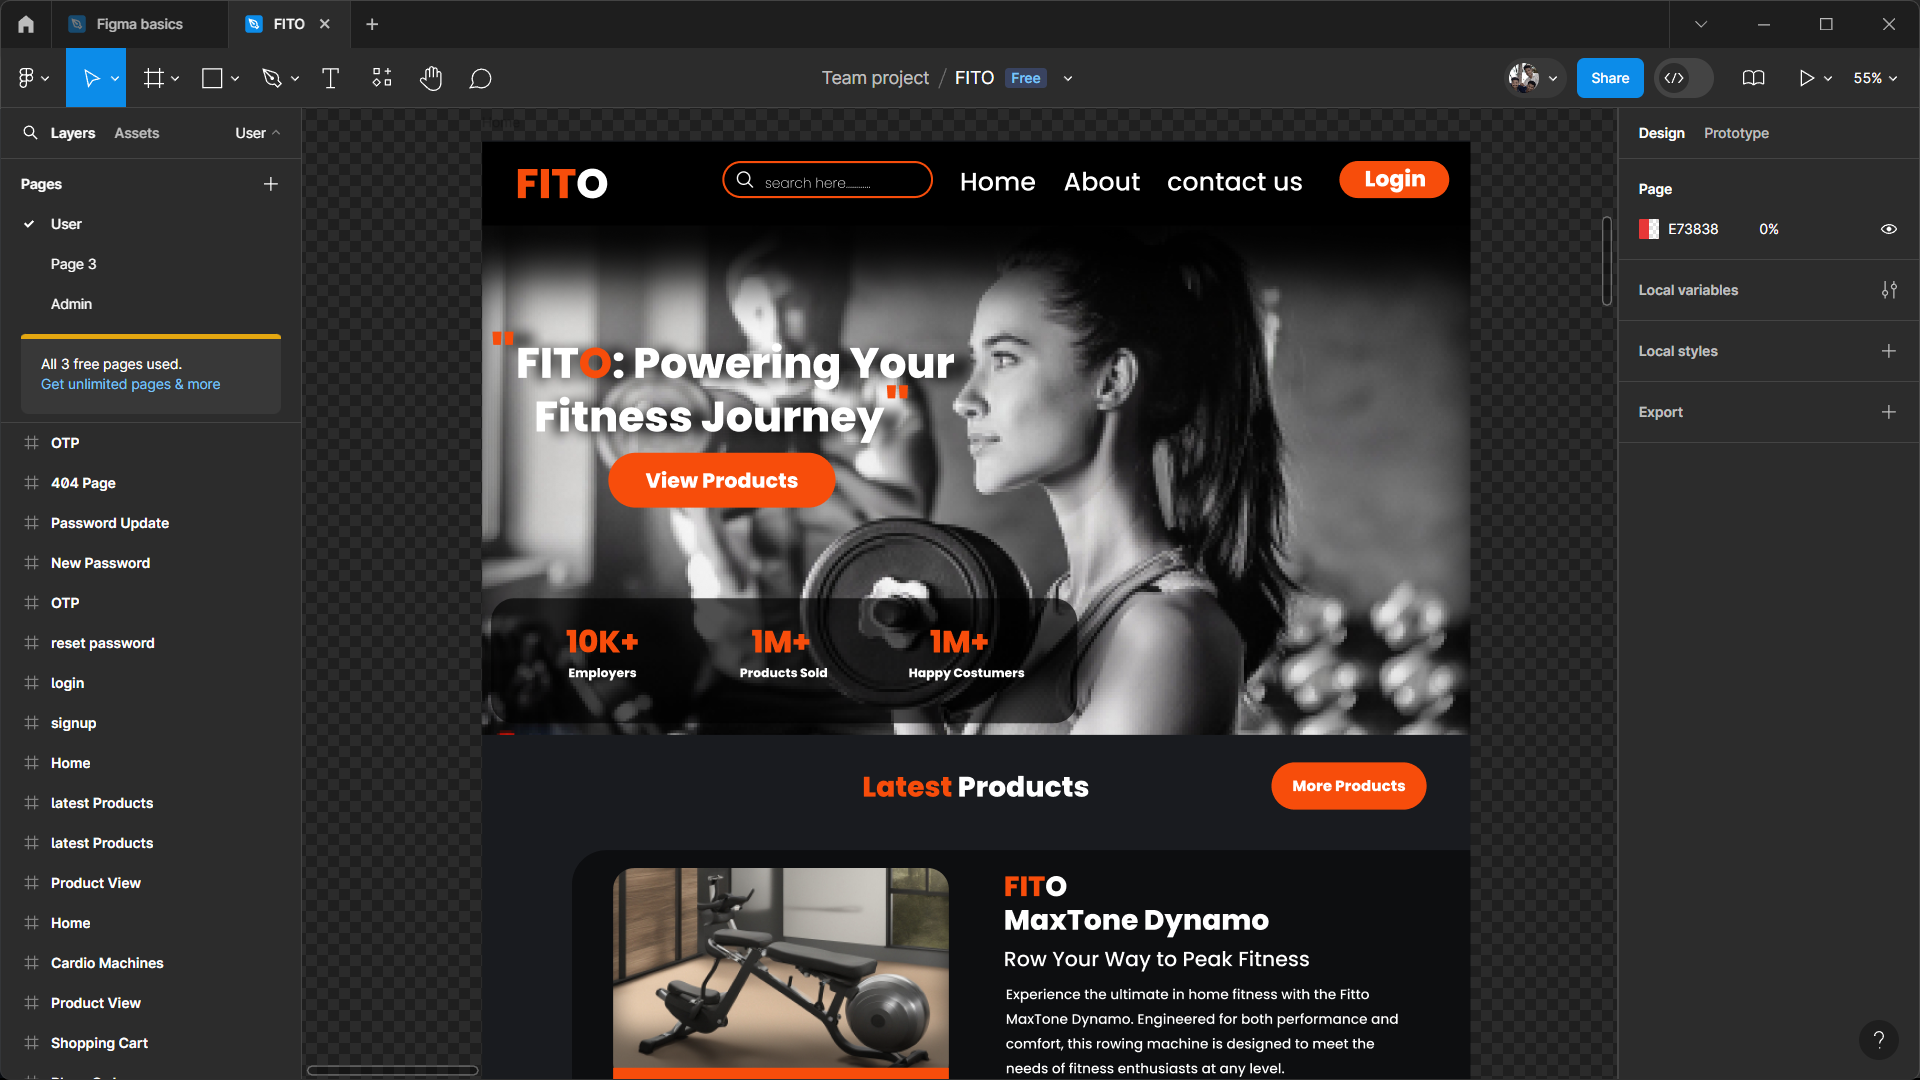 Figma basics
FITO
Team project / FITO Free
Share
55%
Layers
Assets
User
Pages
User
Page 3
Admin
All 3 free pages used.
Get unlimited pages & more
OTP
404 Page
Password Update
New Password
OTP
reset password
login
signup
Home
latest Products
latest Products
Product View
Home
Cardio Machines
Product View
Shopping Cart
FITO
search here..........
Home
About
contact us
Login
"FITO: Powering Your
Fitness Journey"
View Products
10K+
Employers
1M+
Products Sold
1M+
Happy Costumers
Latest Products
More Products
FITO
MaxTone Dynamo
Row Your Way to Peak Fitness
Experience the ultimate in home fitness with the Fitto
MaxTone Dynamo. Engineered for both performance and
comfort, this rowing machine is designed to meet the
needs of fitness enthusiasts at any level.
Design
Prototype
Page
E73838
0%
Local variables
Local styles
Export
?